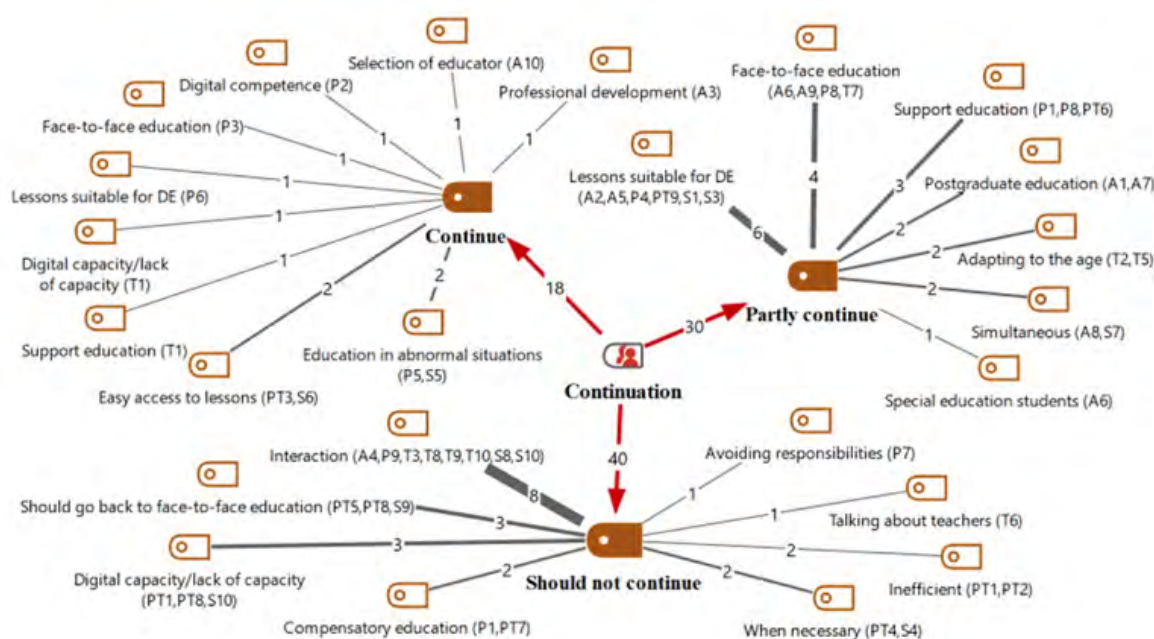 Selection of educator (A10)
Digital competence (P2)
Professional development (A3)
Face-to-face education (P3)
Lessons suitable for DE (P6)
Digital capacity/lack
of capacity (T1)
Support education (T1)
Easy access to lessons (PT3,S6)
Education in abnormal situations
(P5,S5)
1
1
1
1
1
1
1
2
2
Continue
18
Face-to-face education
(A6,A9,P8,T7)
Support education (P1,P8,PT6)
Lessons suitable for DE
(A2,A5,P4,PT9,S1,S3)
Postgraduate education (A1,A7)
Adapting to the age (T2,T5)
Simultaneous (A8,S7)
Special education students (A6)
6
4
3
2
2
2
1
Partly continue
30
Continuation
40
Interaction (A4,P9,T3,T8,T9,T10,S8,S10)
Should go back to face-to-face education (PT5,PT8,S9)
Digital capacity/lack of capacity
(PT1,PT8,S10)
Compensatory education (P1,PT7)
Avoiding responsibilities (P7)
Talking about teachers (T6)
Inefficient (PT1,PT2)
When necessary (PT4,S4)
8
3
3
2
1
1
2
2
Should not continue